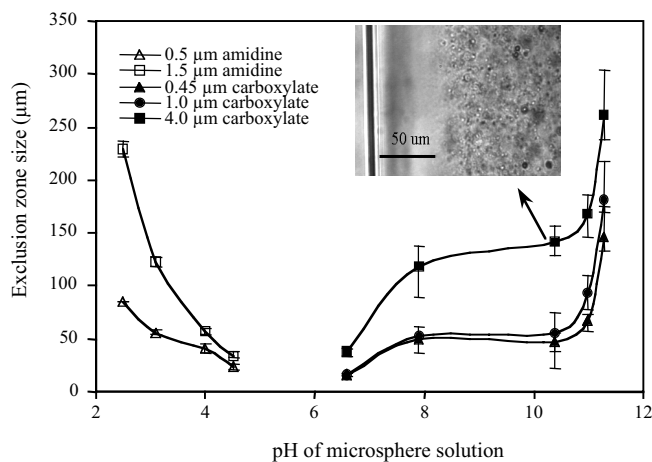 350
300
250
200
150
100
50
0
Exclusion zone size (µm)
0.5 µm amidine
1.5 µm amidine
0.45 µm carboxylate
1.0 µm carboxylate
4.0 µm carboxylate
50 um
2 4 6 8 10 12
pH of microsphere solution